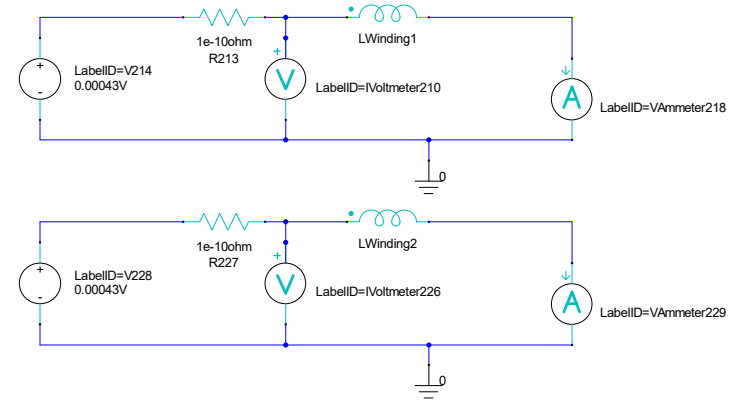 1e-10ohm
R213
LWinding1
+
LabelID=V214
0.00043V
-
+
V
LabelID=IVoltmeter210
A
LabelID=VAmmeter218
0
1e-10ohm
R227
LWinding2
+
LabelID=V228
0.00043V
-
+
V
LabelID=IVoltmeter226
A
LabelID=VAmmeter229
0